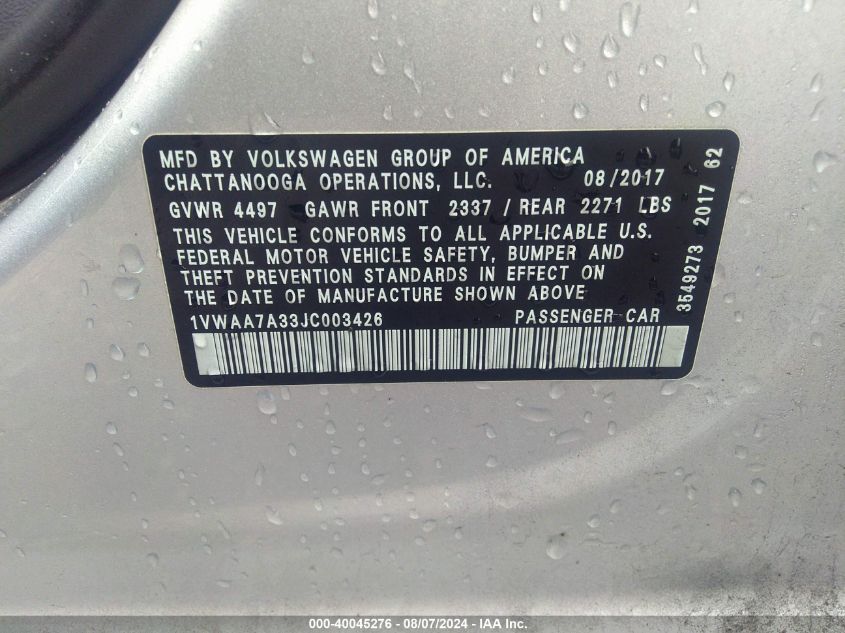 MFD BY VOLKSWAGEN GROUP OF AMERICA
CHATTANOOGA OPERATIONS, LLC. 08/2017
GVWR 4497 GAWR FRONT 2337 / REAR 2271 LBS
THIS VEHICLE CONFORMS TO ALL APPLICABLE U.S.
FEDERAL MOTOR VEHICLE SAFETY, BUMPER AND
THEFT PREVENTION STANDARDS IN EFFECT ON
THE DATE OF MANUFACTURE SHOWN ABOVE
1VWAA7A33JC003426 PASSENGER CAR
3549273 2017 62
000-40045276 - 08/07/2024 - IAA Inc.